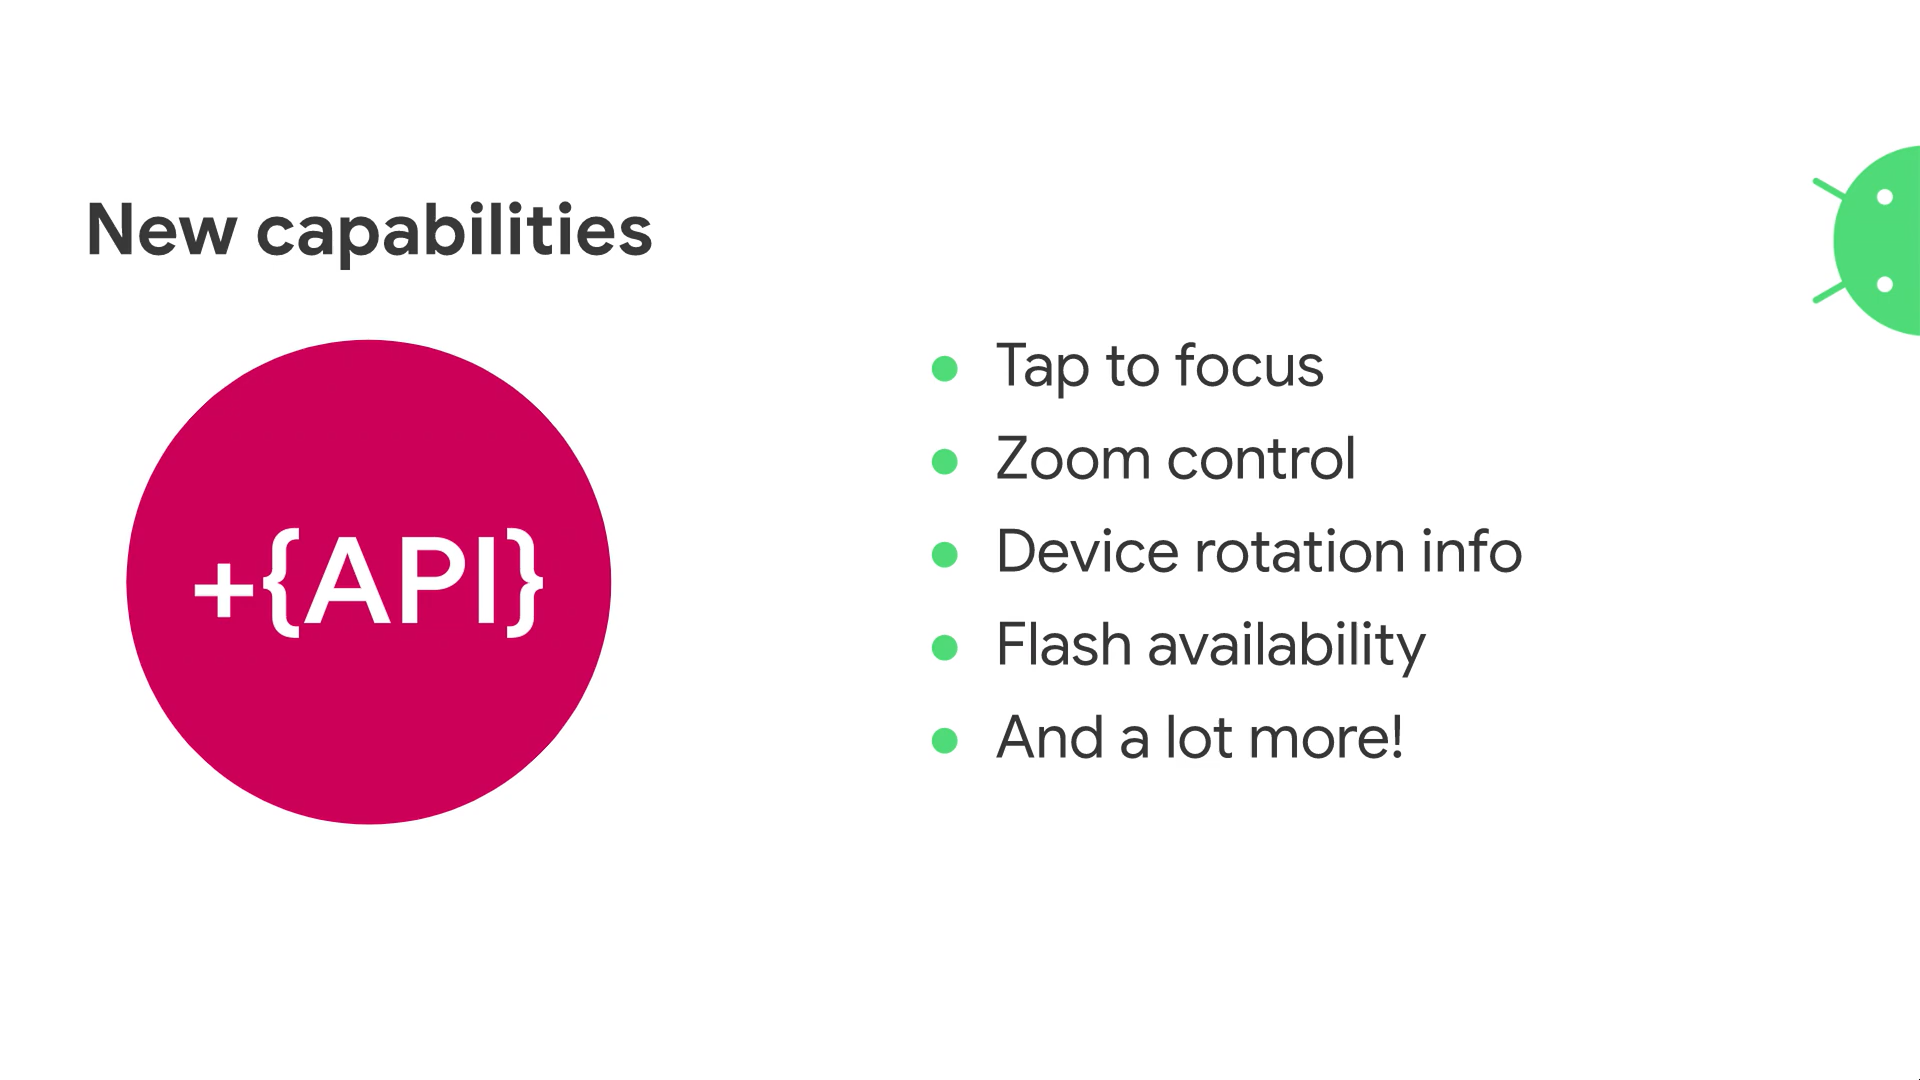 New capabilities
+{API}
Tap to focus
Zoom control
Device rotation info
Flash availability
And a lot more!